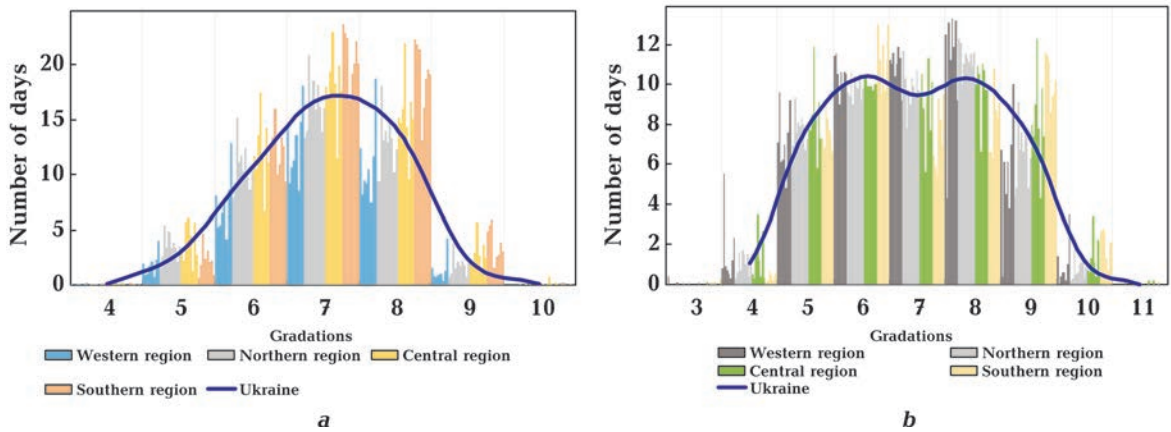 Number of days
20
15
10
5
0
4 5 6 7 8 9 10
Gradations
Western region Northern region Central region
Southern region Ukraine
a
Number of days
12
10
8
6
4
2
0
3 4 5 6 7 8 9 10 11
Gradations
Western region Northern region
Central region Southern region
Ukraine
b